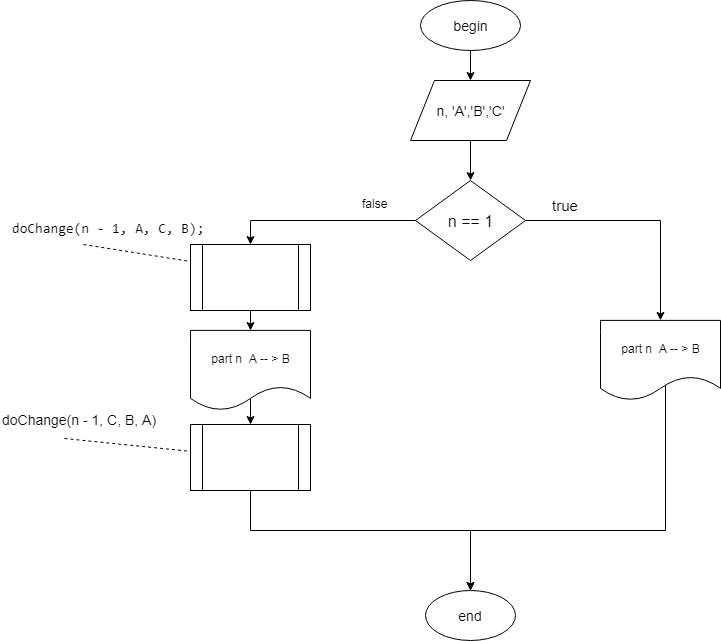 begin
n, 'A','B','C'
n == 1
false
true
doChange(n - 1, A, C, B);
part n A -- > B
part n A -- > B
doChange(n - 1, C, B, A)
end